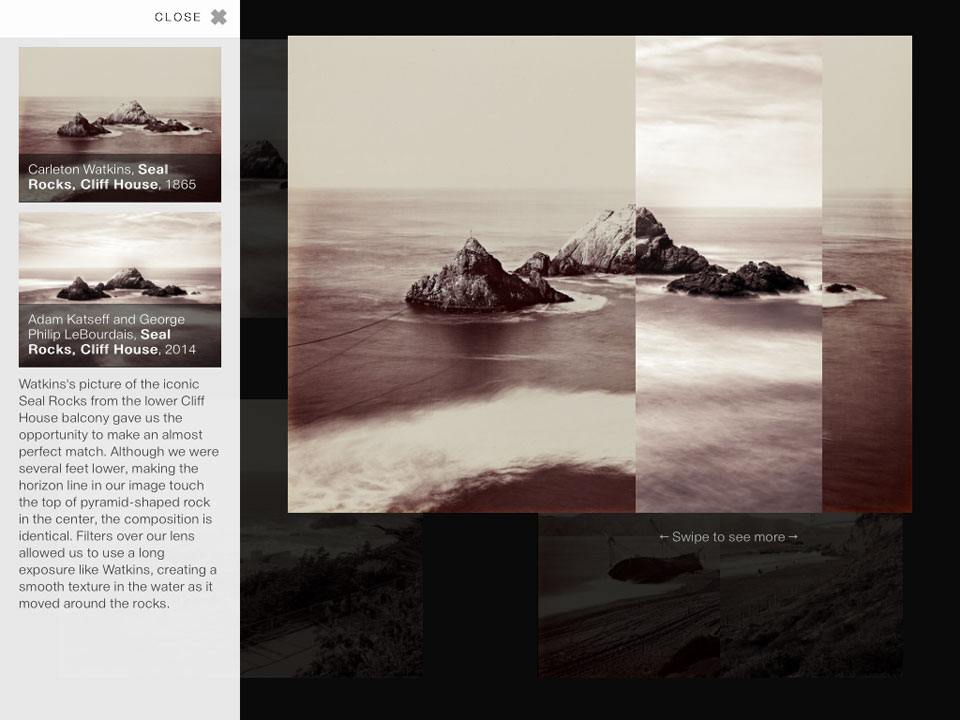 CLOSE ✖
Carleton Watkins, Seal
Rocks, Cliff House, 1865
Adam Katseff and George
Philip LeBourdais, Seal
Rocks, Cliff House, 2014
Watkins's picture of the iconic
Seal Rocks from the lower Cliff
House balcony gave us the
opportunity to make an almost
perfect match. Although we were
several feet lower, making the
horizon line in our image touch
the top of pyramid-shaped rock
in the center, the composition is
identical. Filters over our lens
allowed us to use a long
exposure like Watkins, creating a
smooth texture in the water as it
moved around the rocks.
←Swipe to see more→